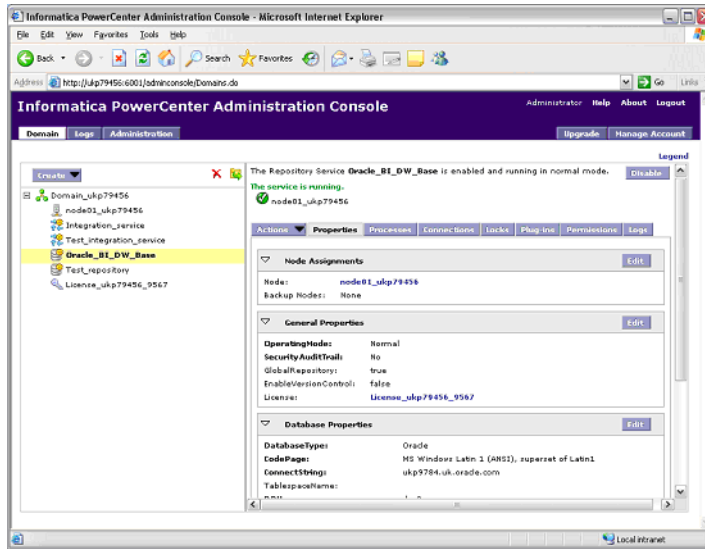 Informatica PowerCenter Administration Console - Microsoft Internet Explorer
File Edit View Favorites Tools Help
Back Search Favorites
Address http://ukp79456:6001/adminconsole/Domains.do Go Links
Informatica PowerCenter Administration Console
Administrator Help About Logout
Domain Logs Administration Upgrade Manage Account
Legend
Create
Domain_ukp79456
node01_ukp79456
Integration_service
Test_integration_service
Oracle_BI_DW_Base
Test_repository
License_ukp79456_9567
The Repository Service Oracle_BI_DW_Base is enabled and running in normal mode. Disable
The service is running.
node01_ukp79456
Actions Properties Processes Connections Locks Plug-ins Permissions Logs
Node Assignments Edit
Node: node01_ukp79456
Backup Nodes: None
General Properties Edit
OperatingMode: Normal
SecurityAuditTrail: No
GlobalRepository: true
EnableVersionControl: false
License: License_ukp79456_9567
Database Properties Edit
DatabaseType: Oracle
CodePage: MS Windows Latin 1 (ANSI), superset of Latin1
ConnectString: ukp9784.uk.oracle.com
TablespaceName:
Local intranet